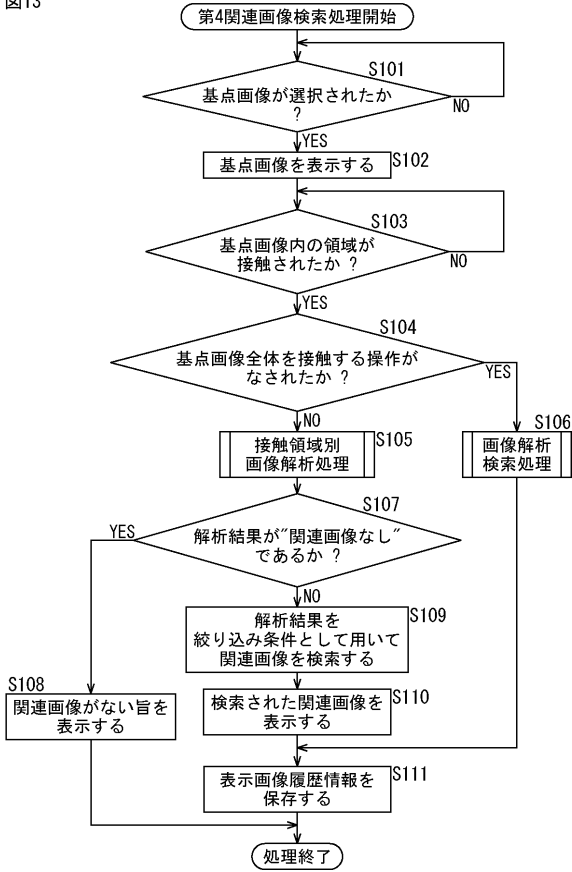 図13
第4関連画像検索処理開始
S101
基点画像が選択されたか
?
NO
YES
基点画像を表示する
S102
S103
基点画像内の領域が
接触されたか ?
NO
YES
S104
基点画像全体を接触する操作が
なされたか ?
YES
NO
接触領域別
画像解析処理
S105
S106
画像解析
検索処理
S107
解析結果が"関連画像なし"
であるか ?
YES
NO
解析結果を
絞り込み条件として用いて
関連画像を検索する
S109
S108
関連画像がない旨を
表示する
検索された関連画像を
表示する
S110
表示画像履歴情報を
保存する
S111
処理終了